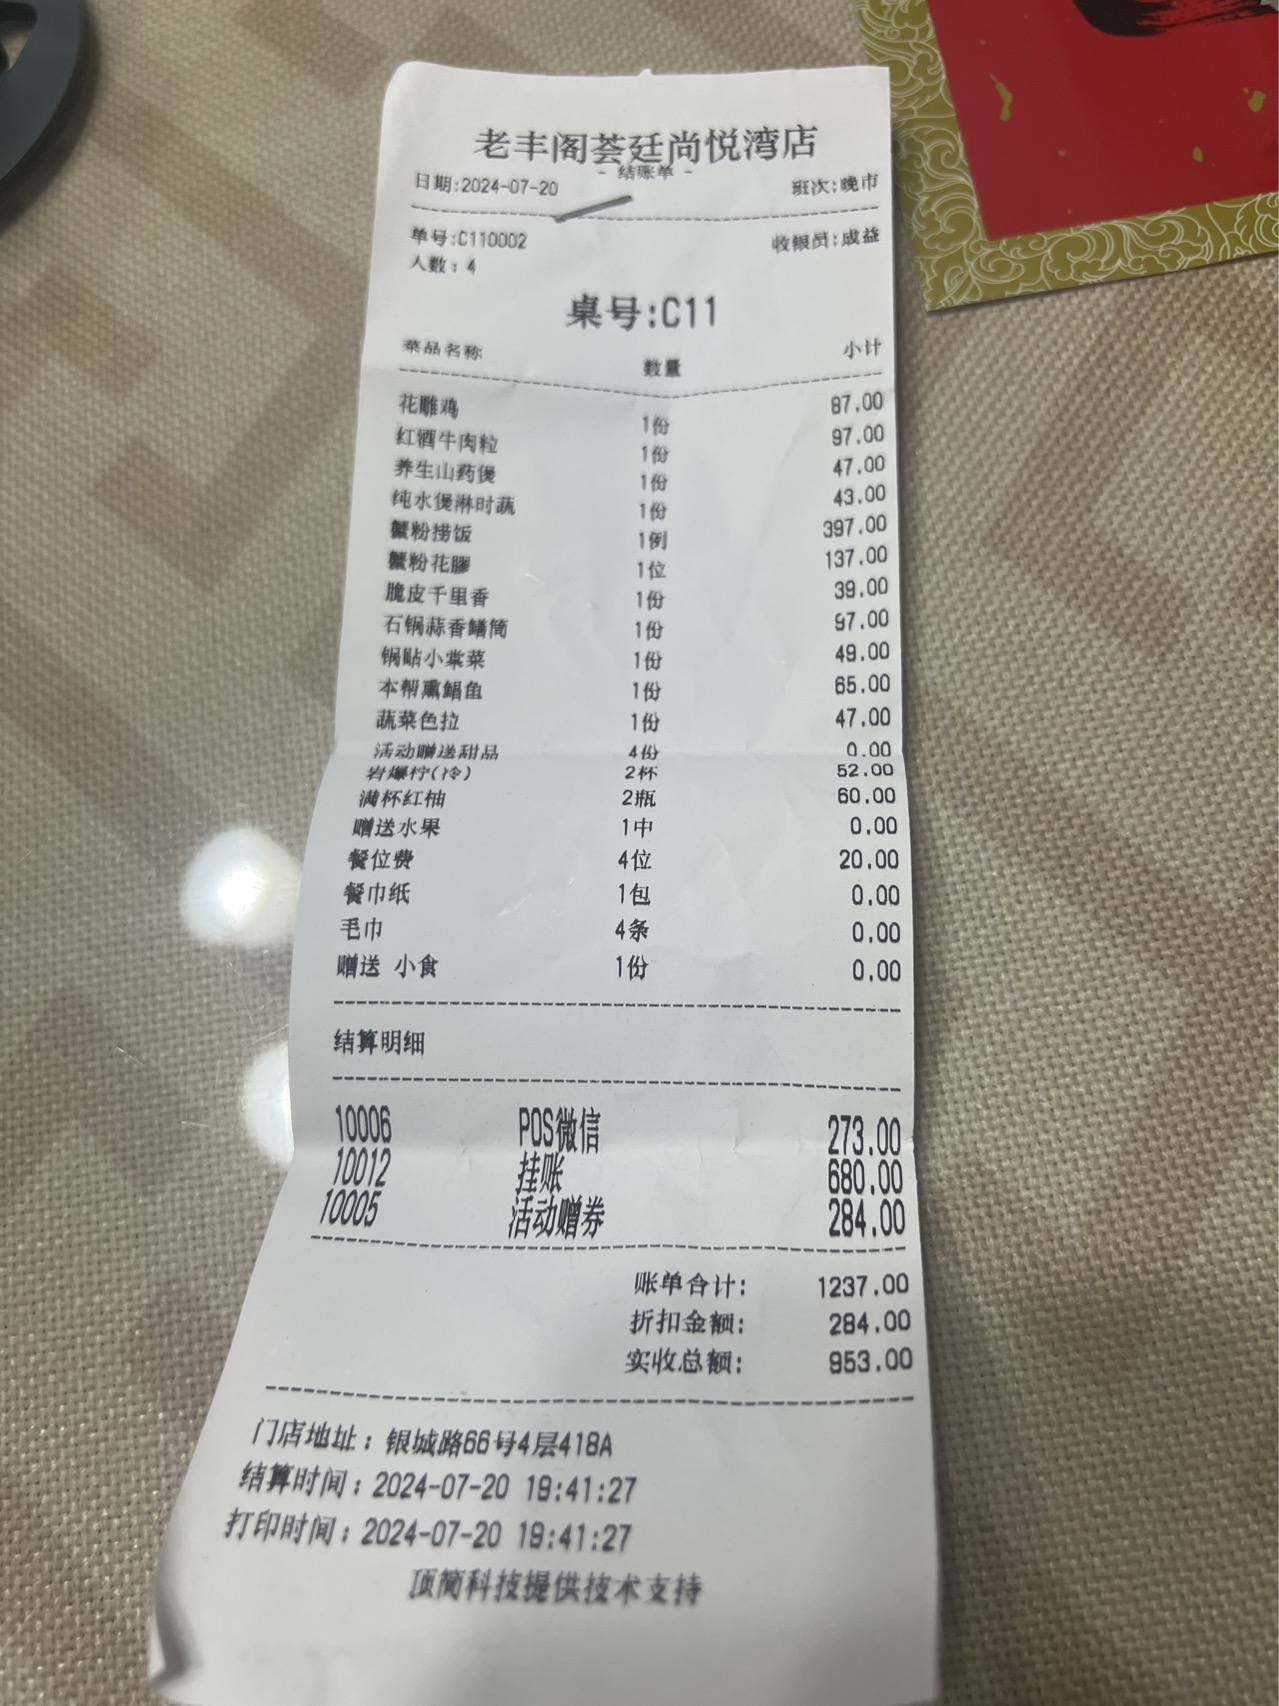 老丰阁荟廷尚悦湾店
- 结账单 -
日期:2024-07-20 班次:晚市
单号:C110002 收银员:成益
人数：4
桌号:C11
菜品名称 数量 小计
花雕鸡 1份 87.00
红酒牛肉粒 1份 97.00
养生山药煲 1份 47.00
纯水煲淋时蔬 1份 43.00
蟹粉捞饭 1例 397.00
蟹粉花膠 1位 137.00
脆皮千里香 1份 39.00
石锅蒜香鳝筒 1份 97.00
锅贴小棠菜 1份 49.00
本帮熏鲳鱼 1份 65.00
蔬菜色拉 1份 47.00
活动赠送甜品 4份 0.00
岩爆柠(冷) 2杯 52.00
满杯红柚 2瓶 60.00
赠送水果 1中 0.00
餐位费 4位 20.00
餐巾纸 1包 0.00
毛巾 4条 0.00
赠送 小食 1份 0.00
结算明细
10006 POS微信 273.00
10012 挂账 680.00
10005 活动赠券 284.00
账单合计: 1237.00
折扣金额: 284.00
实收总额: 953.00
门店地址：银城路66号4层418A
结算时间：2024-07-20 19:41:27
打印时间：2024-07-20 19:41:27
顶简科技提供技术支持